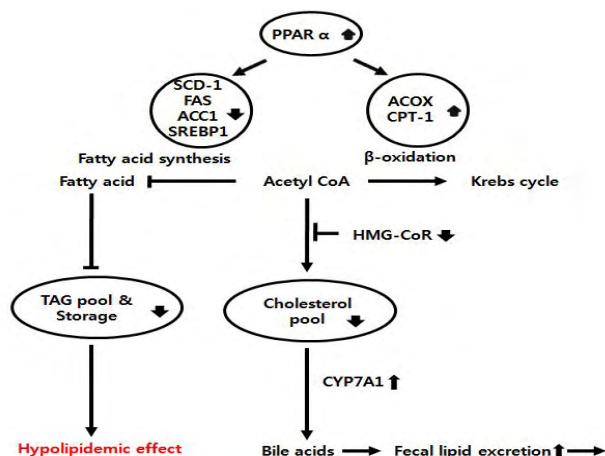 PPAR α
SCD-1
FAS
ACC1
SREBP1
ACOX
CPT-1
Fatty acid synthesis
β-oxidation
Fatty acid
Acetyl CoA
Krebs cycle
HMG-CoR
TAG pool &
Storage
Cholesterol
pool
CYP7A1
Hypolipidemic effect
Bile acids
Fecal lipid excretion